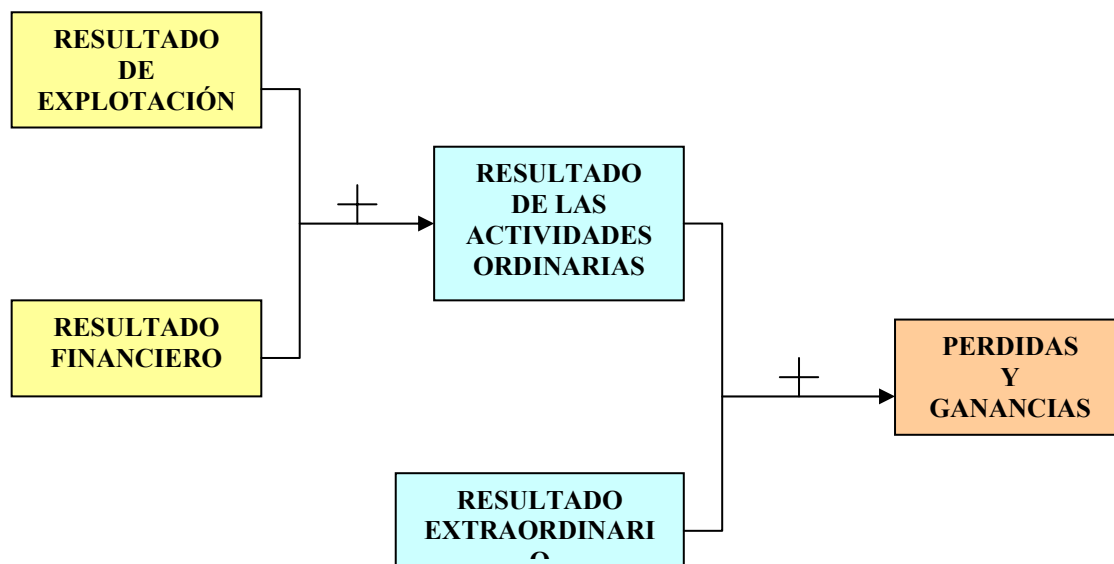 RESULTADO
DE
EXPLOTACIÓN
RESULTADO
DE LAS
ACTIVIDADES
ORDINARIAS
RESULTADO
FINANCIERO
PERDIDAS
Y
GANANCIAS
RESULTADO
EXTRAORDINARI
O